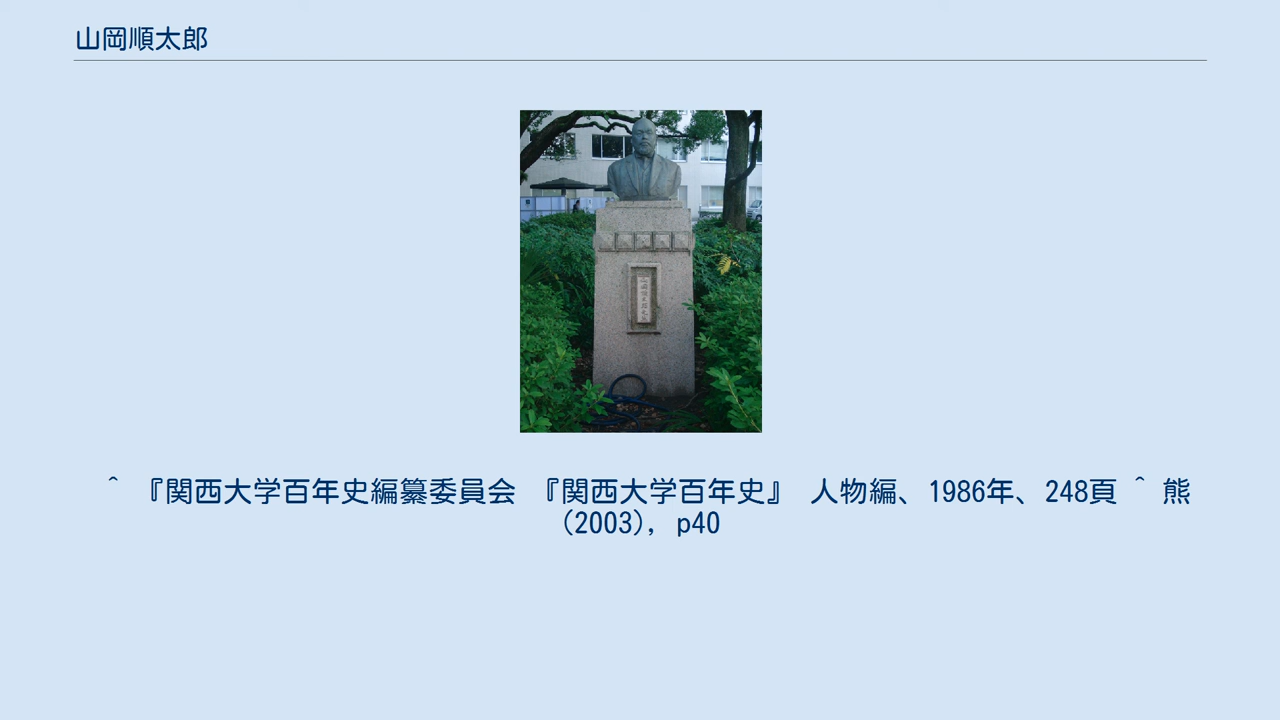 山岡順太郎
^ 『関西大学百年史編纂委員会 『関西大学百年史』 人物編、1986年、248頁 ^ 熊
(2003), p40